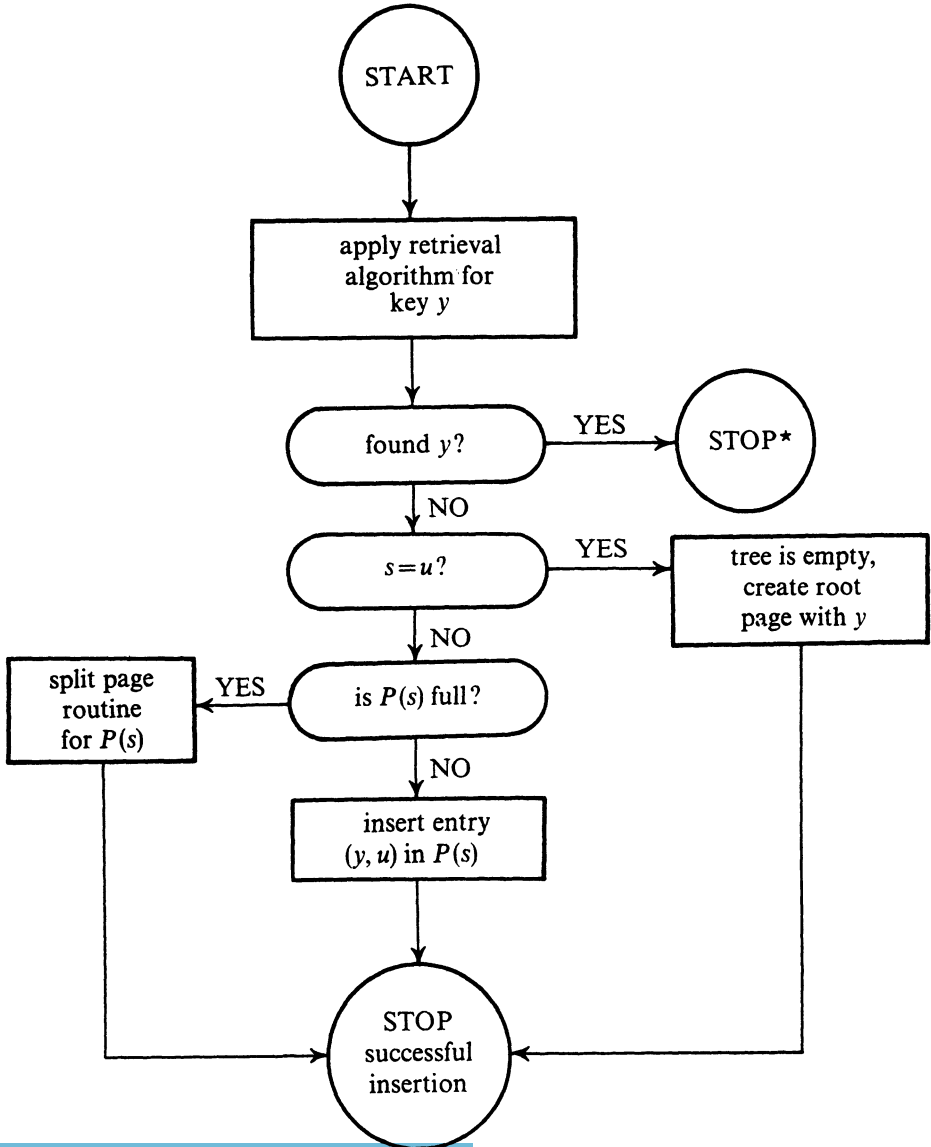 START
apply retrieval
algorithm for
key y
found y?
YES
STOP*
NO
s=u?
YES
tree is empty,
create root
page with y
NO
is P(s) full?
YES
split page
routine
for P(s)
NO
insert entry
(y, u) in P(s)
STOP
successful
insertion